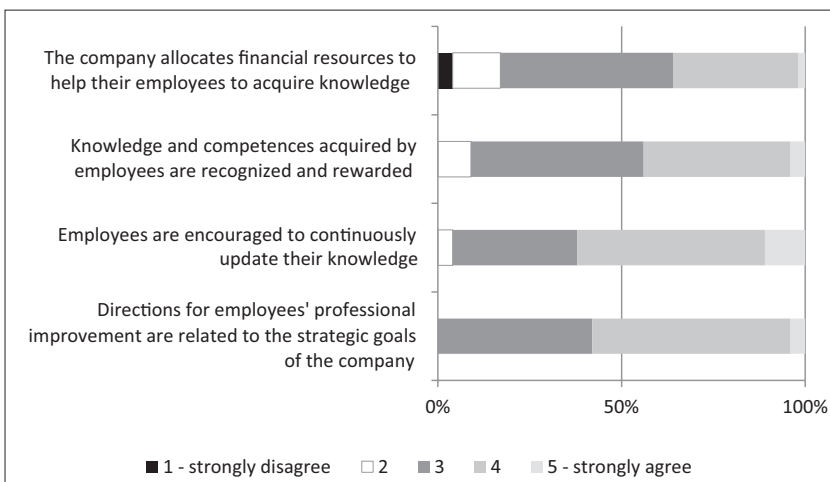 The company allocates financial resources to
help their employees to acquire knowledge
Knowledge and competences acquired by
employees are recognized and rewarded
Employees are encouraged to continuously
update their knowledge
Directions for employees' professional
improvement are related to the strategic goals
of the company
0% 50% 100%
1 - strongly disagree 2 3 4 5 - strongly agree